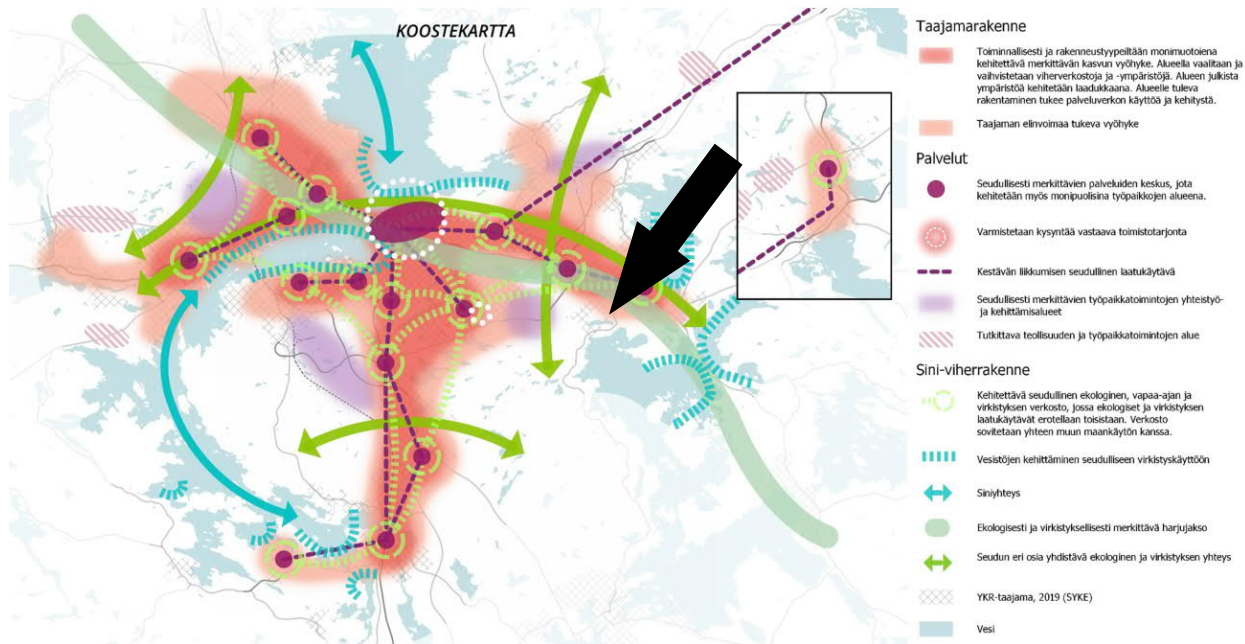 KOOSTEKARTTA
Taajamarakenne
Toiminnallisesti ja rakenneustyypeiltään monimuotoiena
kehitettävä merkittävän kasvun vyöhyke. Alueella vaalitaan ja
vaihvistetaan viherverkostoja ja -ympäristöjä. Alueen julkista
ympäristöä kehitetään laadukkaana. Alueelle tuleva
rakentaminen tukee palveluverkon käyttöä ja kehitystä.
Taajaman elinvoimaa tukeva vyöhyke
Palvelut
Seudullisesti merkittävien palveluiden keskus, jota
kehitetään myös monipuolisina työpaikkojen alueena.
Varmistetaan kysyntää vastaava toimistotarjonta
Kestävän liikkumisen seudullinen laatukäytävä
Seudullisesti merkittävien työpaikkatoimintojen yhteistyö-
ja kehittämisalueet
Tutkittava teollisuuden ja työpaikkatoimintojen alue
Sini-viherrakenne
Kehitettävä seudullinen ekologinen, vapaa-ajan ja
virkistyksen verkosto, jossa ekologiset ja virkistyksen
laatukäytävät erotellaan toisistaan. Verkosto
sovitetaan yhteen muun maankäytön kanssa.
Vesistöjen kehittäminen seudulliseen virkistyskäyttöön
Siniyhteys
Ekologisesti ja virkistyksellisesti merkittävä harjujakso
Seudun eri osia yhdistävä ekologinen ja virkistyksen yhteys
YKR-taajama, 2019 (SYKE)
Vesi